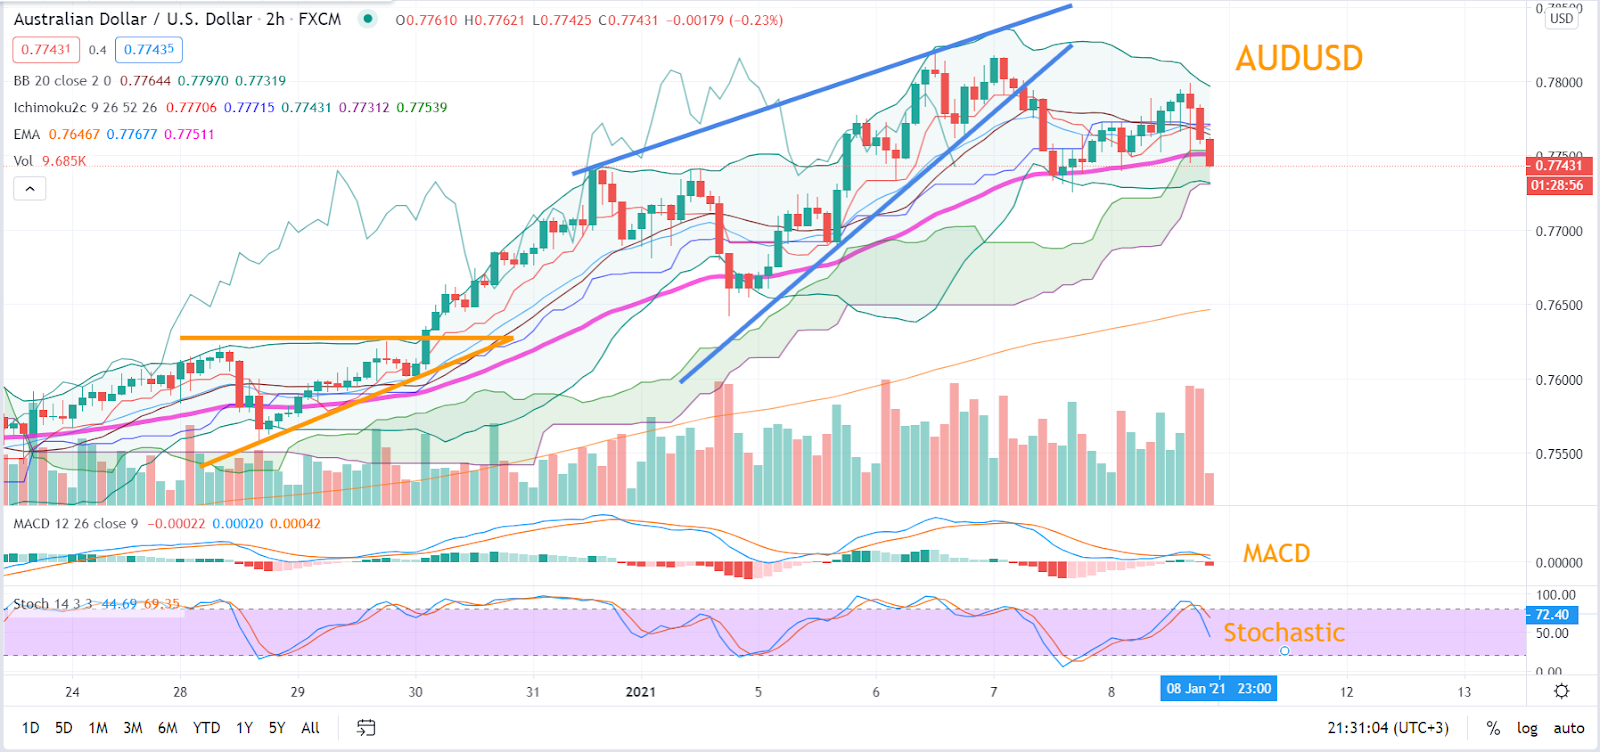 Australian Dollar / U.S. Dollar · 2h · FXCM O0.77610 H0.77621 L0.77425 C0.77431 −0.00179 (−0.23%)
0.77431 0.4 0.77435
BB 20 close 2 0 0.77644 0.77970 0.77319
Ichimoku2c 9 26 52 26 0.77706 0.77715 0.77431 0.77312 0.77539
EMA 0.76467 0.77677 0.77511
Vol 9.685K
AUDUSD
0.78500
USD
0.78000
0.77500
0.77431
01:28:56
0.77000
0.76500
0.76000
0.75500
MACD 12 26 close 9 −0.00022 0.00020 0.00042
MACD
0.00000
Stoch 14 3 3 44.69 69.35
Stochastic
100.00
72.40
50.00
0.00
24 28 29 30 31 2021 5 6 7 8 08 Jan '21 23:00 12 13
1D 5D 1M 3M 6M YTD 1Y 5Y All 21:31:04 (UTC+3) % log auto